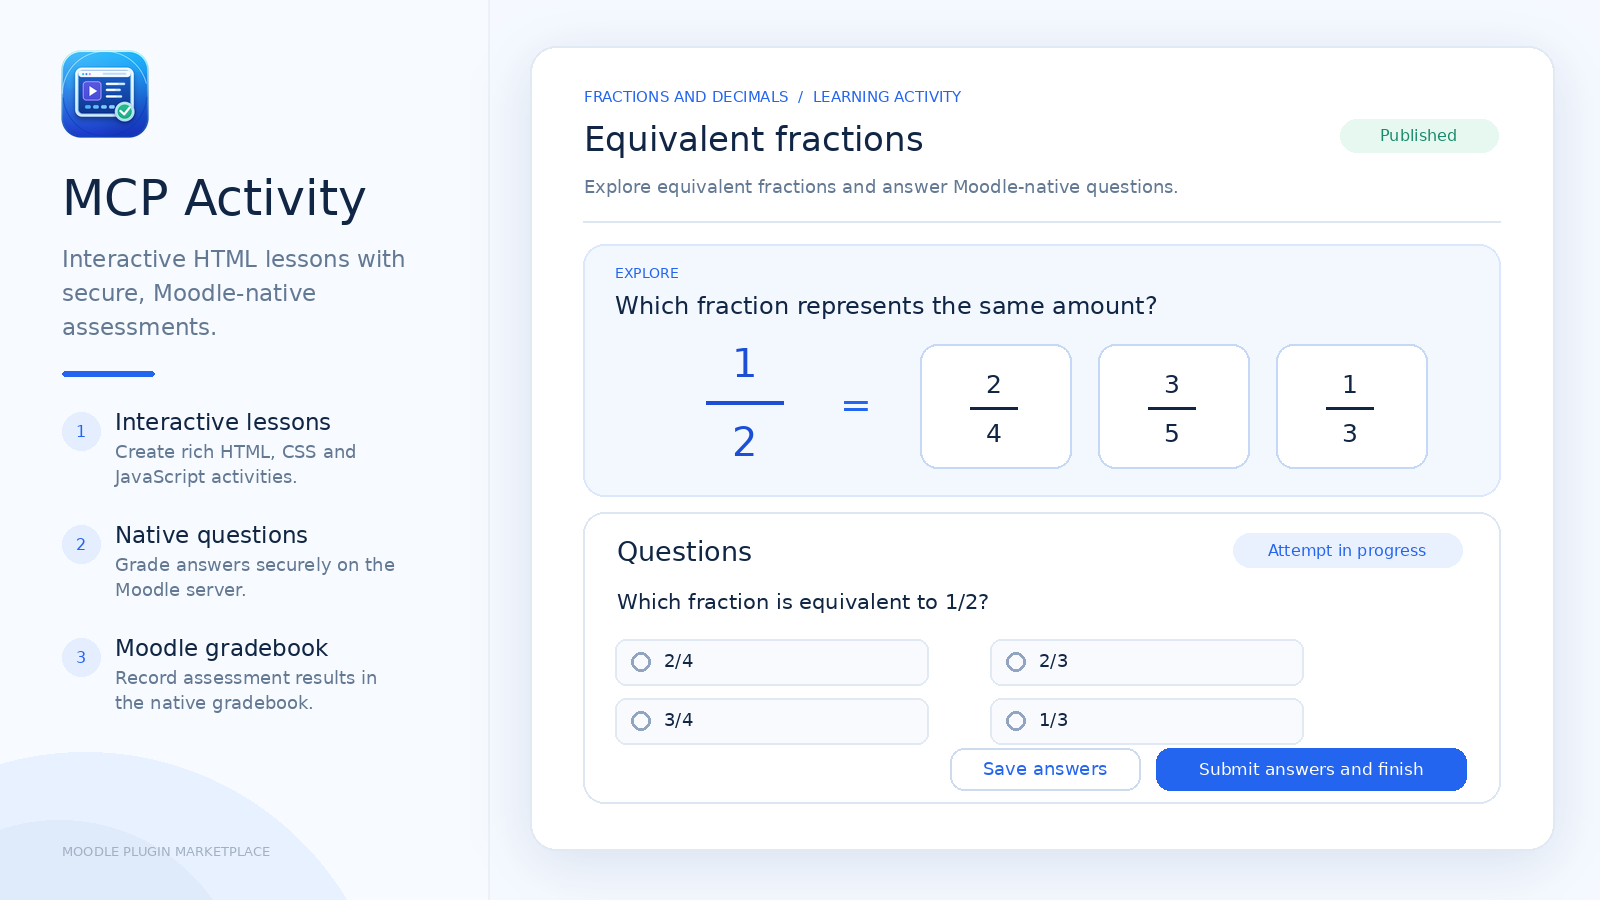 MCP Activity
Interactive HTML lessons with
secure, Moodle-native
assessments.
1
Interactive lessons
Create rich HTML, CSS and
JavaScript activities.
2
Native questions
Grade answers securely on the
Moodle server.
3
Moodle gradebook
Record assessment results in
the native gradebook.
MOODLE PLUGIN MARKETPLACE
FRACTIONS AND DECIMALS / LEARNING ACTIVITY
Equivalent fractions
Published
Explore equivalent fractions and answer Moodle-native questions.
EXPLORE
Which fraction represents the same amount?
1
2
=
2
4
3
5
1
3
Questions
Attempt in progress
Which fraction is equivalent to 1/2?
2/4
2/3
3/4
1/3
Save answers
Submit answers and finish